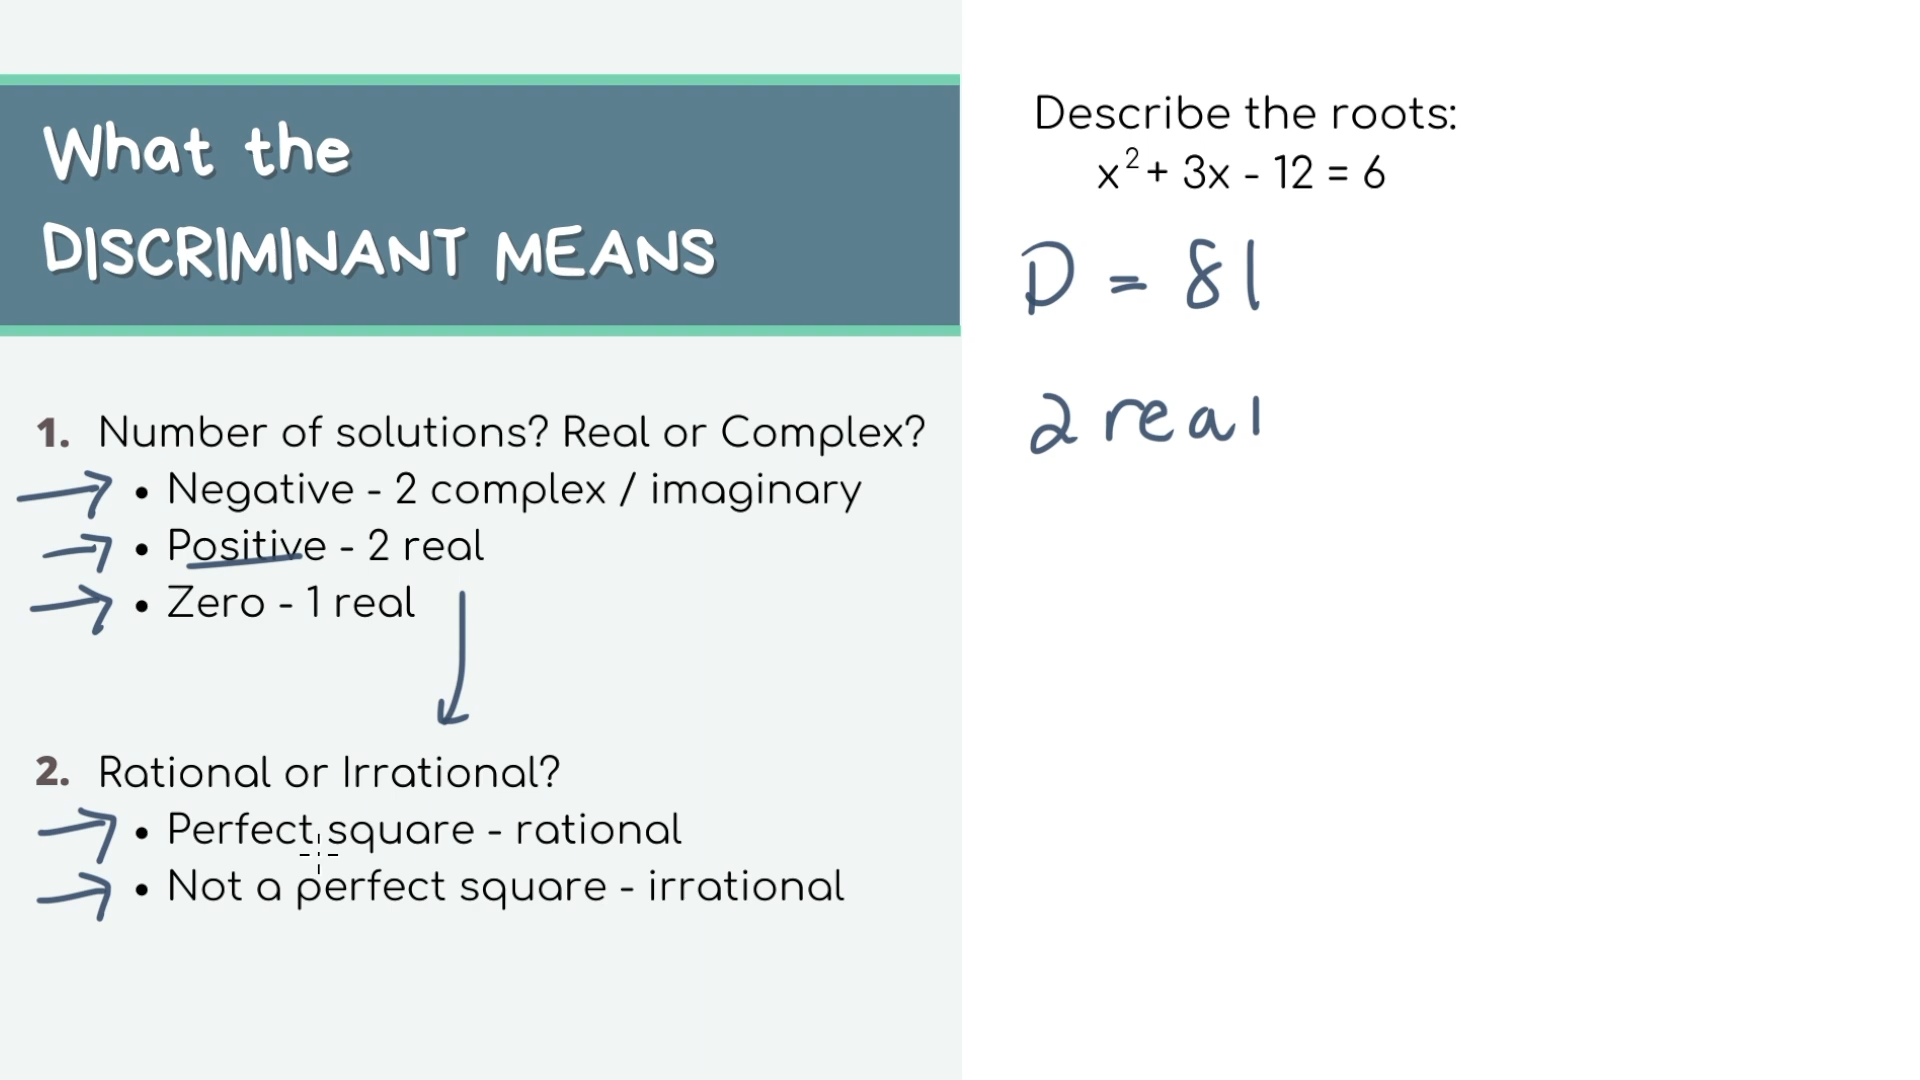 What the
DISCRIMINANT MEANS
1. Number of solutions? Real or Complex?
• Negative - 2 complex / imaginary
• Positive - 2 real
• Zero - 1 real
2. Rational or Irrational?
• Perfect square - rational
• Not a perfect square - irrational
Describe the roots:
x² + 3x - 12 = 6
D = 81
2 real